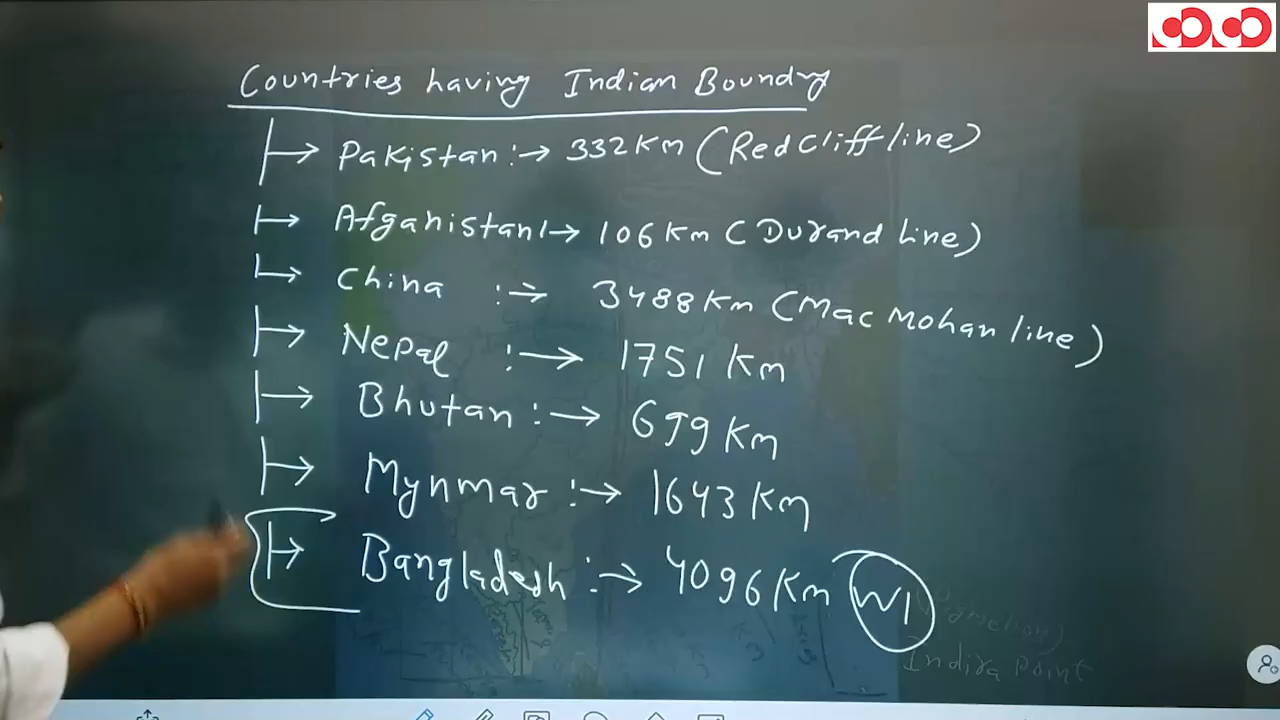 Countries having Indian Boundry
Pakistan :→ 332 Km (Red Cliff line)
Afganistan → 106 Km (Durand Line)
China :→ 3488 Km (Mac Mohan line)
Nepal :→ 1751 Km
Bhutan :→ 699 Km
Mynmar :→ 1643 Km
Bangladesh :→ 4096 Km
Indira Point